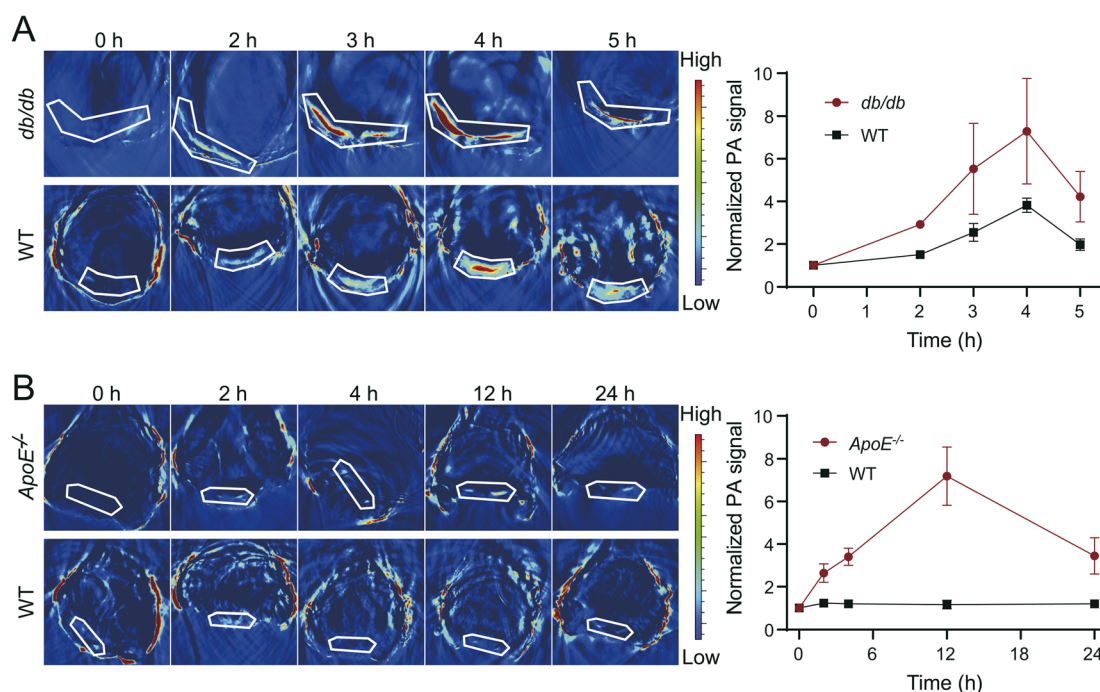 A
0 h 2 h 3 h 4 h 5 h
db/db
WT
High
Low
Normalized PA signal
10
8
6
4
2
0
db/db
WT
0 1 2 3 4 5
Time (h)
B
0 h 2 h 4 h 12 h 24 h
ApoE-/-
WT
High
Low
Normalized PA signal
10
8
6
4
2
0
ApoE-/-
WT
0 6 12 18 24
Time (h)